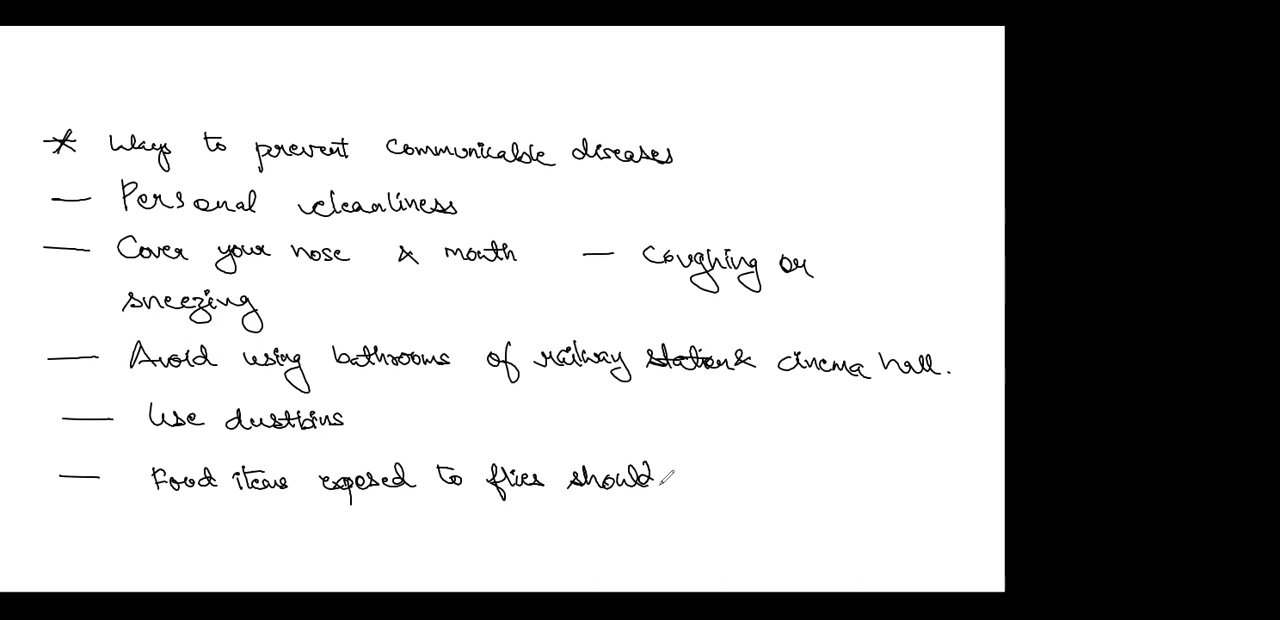 * Ways to prevent communicable diseases
— Personal cleanliness
— Cover your nose & mouth — Coughing or
sneezing
— Avoid using bathrooms of railway station & cinema hall.
— Use dustbins
— Food items exposed to flies should